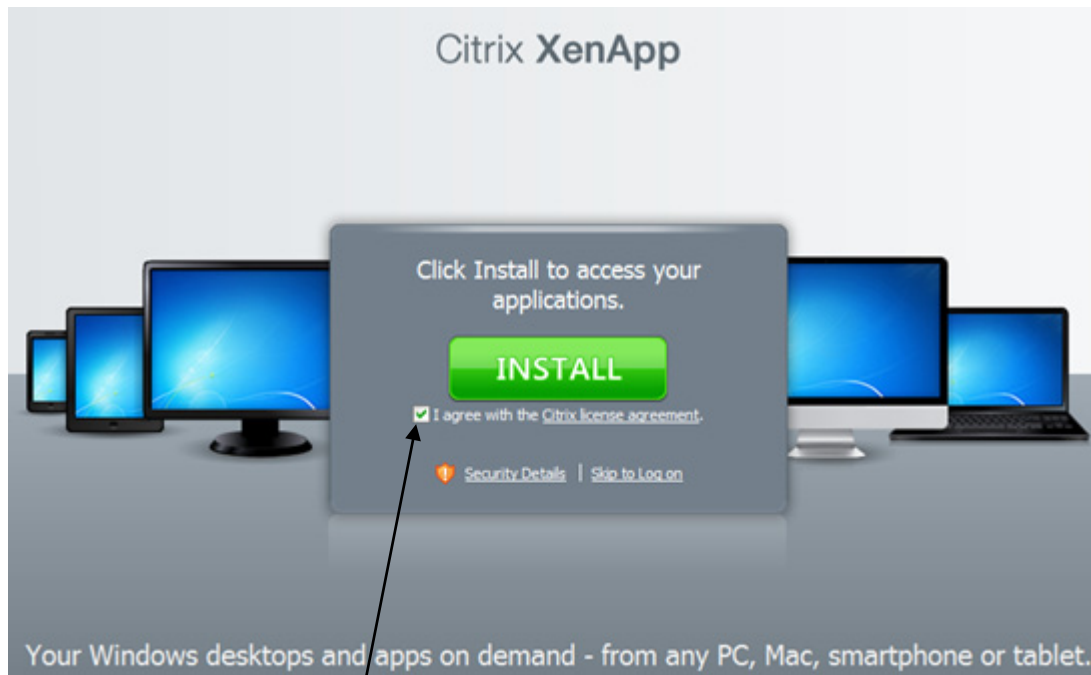 Citrix XenApp
Click Install to access your
applications.
INSTALL
I agree with the Citrix license agreement.
Security Details | Skip to Log on
Your Windows desktops and apps on demand - from any PC, Mac, smartphone or tablet.